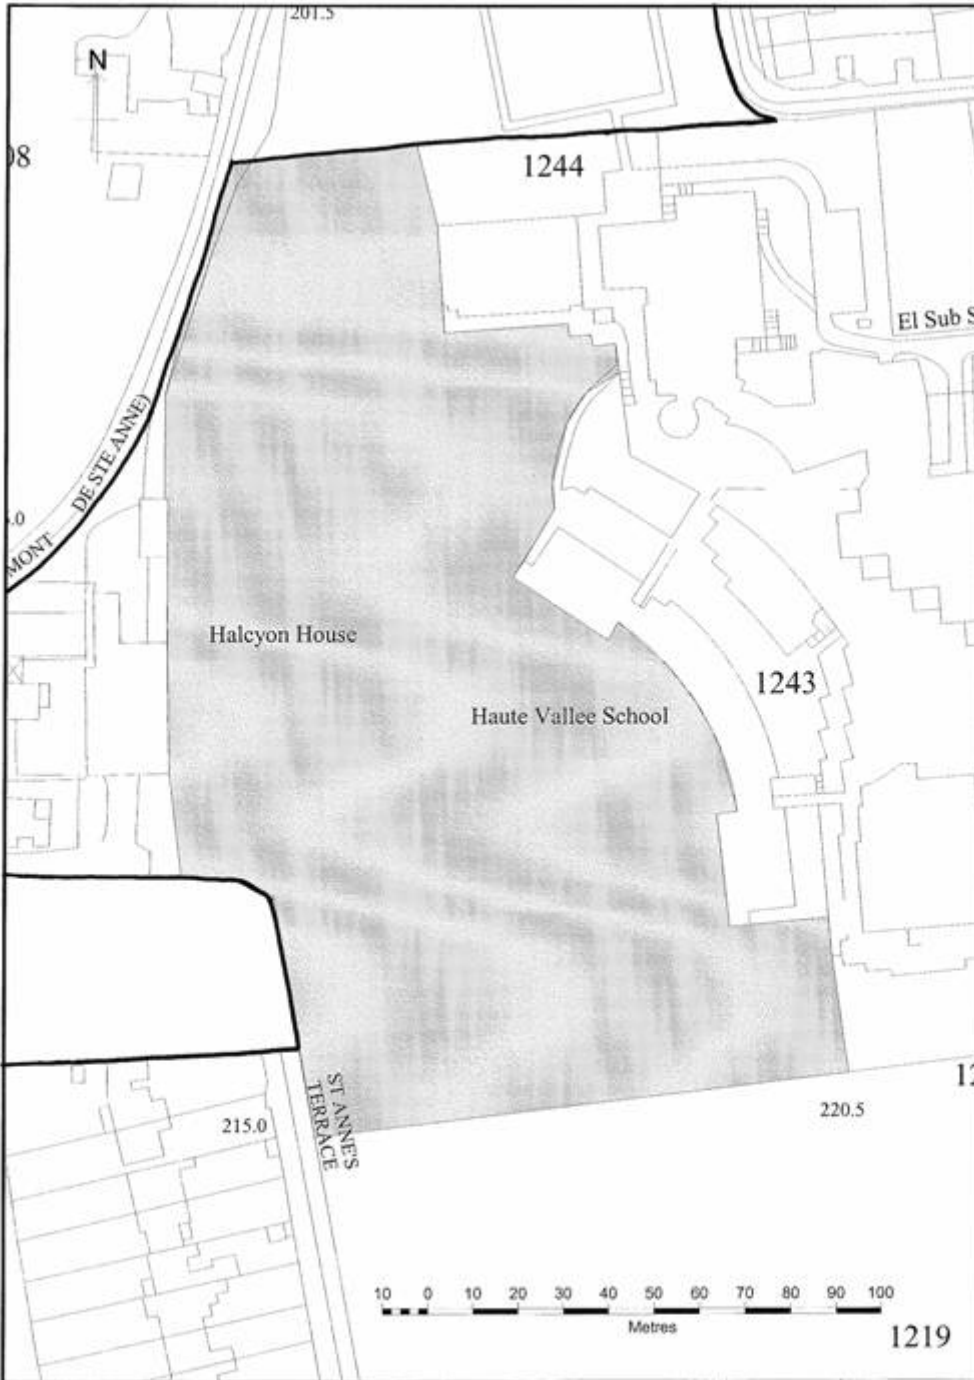 201.5
N
1244
El Sub S
DE STE ANNE)
MONT
Halcyon House
1243
Haute Vallee School
ST ANNE'S
TERRACE
215.0
220.5
10 0 10 20 30 40 50 60 70 80 90 100
Metres
1219